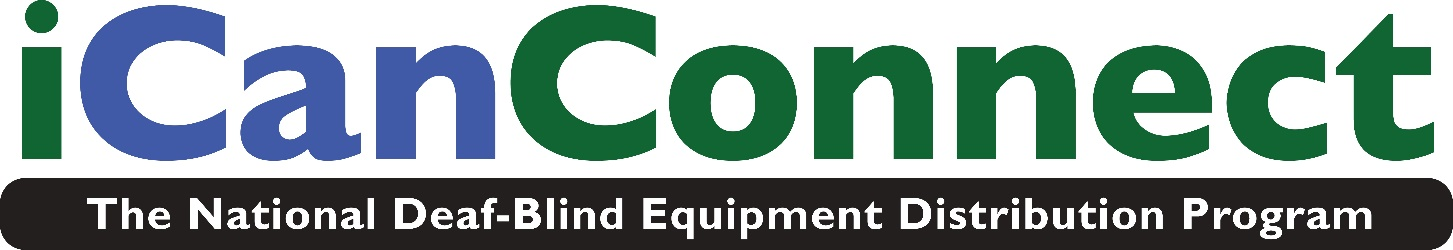 iCanConnect
The National Deaf-Blind Equipment Distribution Program